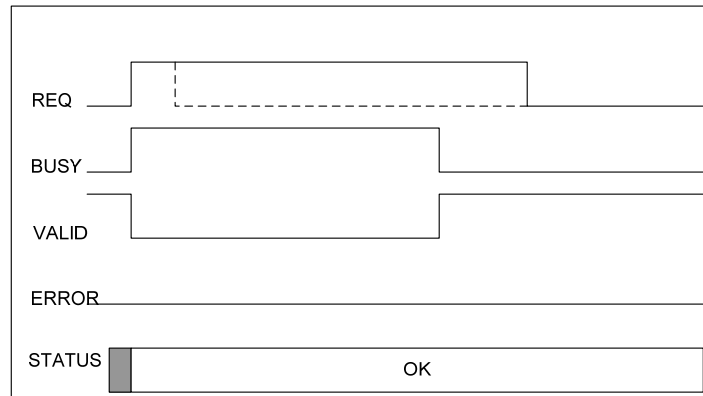 REQ
BUSY
VALID
ERROR
STATUS
OK